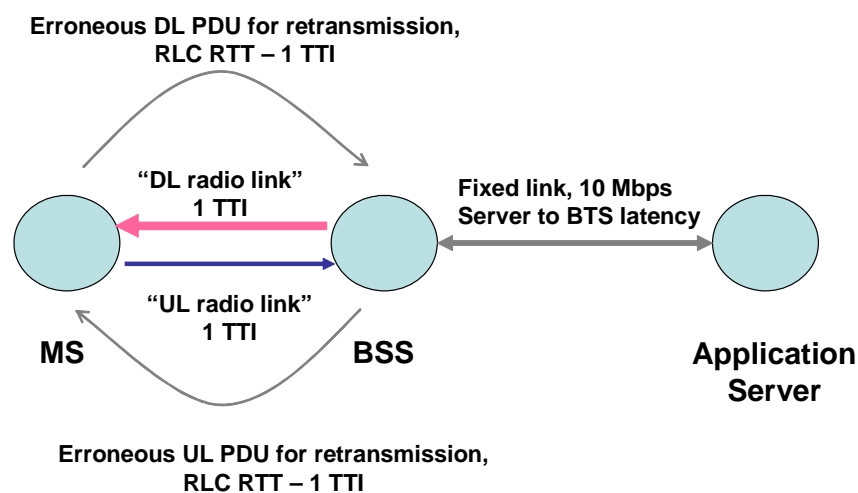 Erroneous DL PDU for retransmission,
RLC RTT – 1 TTI
“DL radio link”
1 TTI
Fixed link, 10 Mbps
Server to BTS latency
“UL radio link”
1 TTI
MS
BSS
Application
Server
Erroneous UL PDU for retransmission,
RLC RTT – 1 TTI